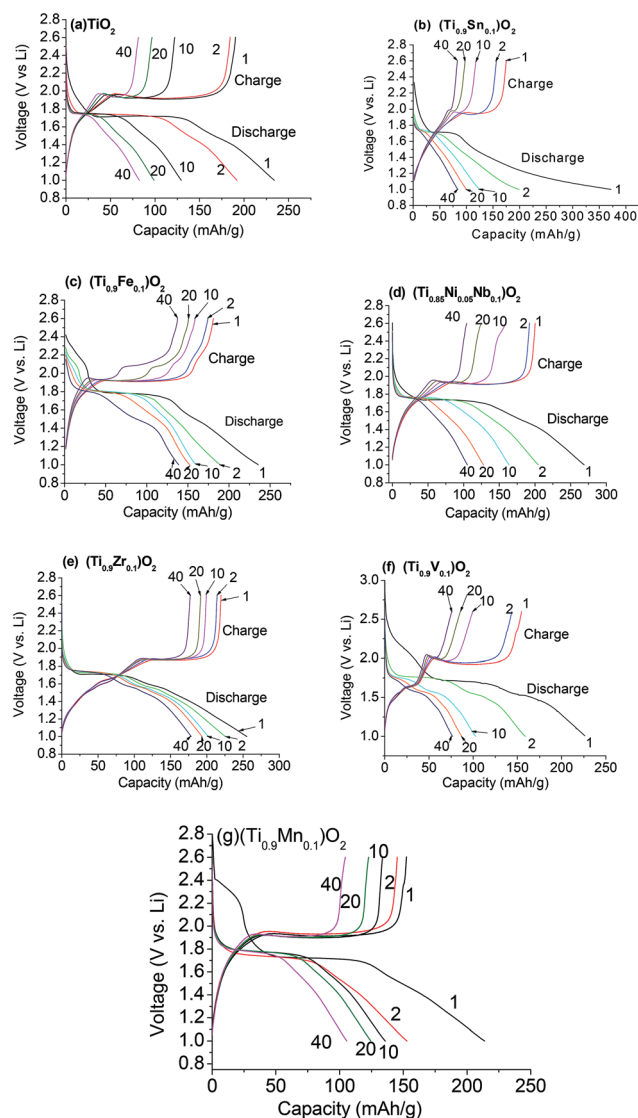 (a)TiO2
Voltage (V vs Li)
2.8
2.6
2.4
2.2
2.0
1.8
1.6
1.4
1.2
1.0
0.8
40
20
10
2
1
Charge
Discharge
40
20
10
2
1
0 50 100 150 200 250
Capacity (mAh/g)
(b) (Ti0.9Sn0.1)O2
Voltage (V vs. Li)
2.8
2.6
2.4
2.2
2.0
1.8
1.6
1.4
1.2
1.0
0.8
40 20 10 2 1
Charge
Discharge
40 20 10 2 1
0 50 100 150 200 250 300 350 400
Capacity (mAh/g)
(c) (Ti0.9Fe0.1)O2
Voltage (V vs. Li)
2.8
2.6
2.4
2.2
2.0
1.8
1.6
1.4
1.2
1.0
0.8
40 20 10 2 1
Charge
Discharge
40 20 10 2 1
0 50 100 150 200 250 300
Capacity (mAh/g)
(d) (Ti0.85Ni0.05Nb0.1)O2
Voltage (V vs. Li)
2.8
2.6
2.4
2.2
2.0
1.8
1.6
1.4
1.2
1.0
0.8
40 20 10 2 1
Charge
Discharge
40 20 10 2 1
0 50 100 150 200 250 300
Capacity (mAh/g)
(e) (Ti0.9Zr0.1)O2
Voltage (V vs. Li)
2.8
2.6
2.4
2.2
2.0
1.8
1.6
1.4
1.2
1.0
0.8
40 20 10 2
1
Charge
Discharge
1
40 20 10 2
0 50 100 150 200 250 300
Capacity (mAh/g)
(f) (Ti0.9V0.1)O2
Voltage (V vs. Li)
3.0
2.5
2.0
1.5
1.0
40 20 10 2 1
Charge
Discharge
40 20 10 2 1
0 50 100 150 200 250
Capacity (mAh/g)
(g)(Ti0.9Mn0.1)O2
Voltage (V vs. Li)
2.8
2.6
2.4
2.2
2.0
1.8
1.6
1.4
1.2
1.0
0.8
40
20
10
2
1
1
2
40 20 10
0 50 100 150 200 250
Capacity (mAh/g)